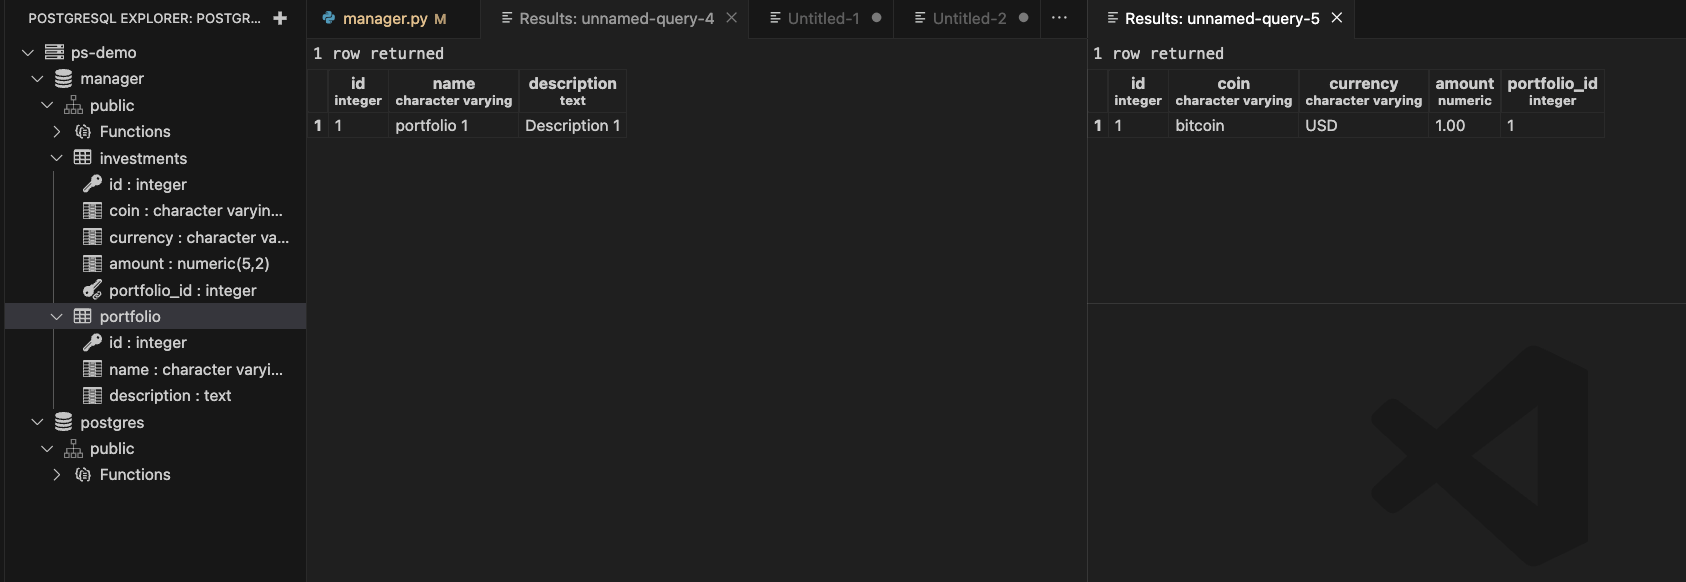 POSTGRESQL EXPLORER: POSTGR...
ps-demo
manager
public
Functions
investments
id : integer
coin : character varyin...
currency : character va...
amount : numeric(5,2)
portfolio_id : integer
portfolio
id : integer
name : character varyi...
description : text
postgres
public
Functions
manager.py M
Results: unnamed-query-4
Untitled-1
Untitled-2
1 row returned
id name description
integer character varying text
1 1 portfolio 1 Description 1
Results: unnamed-query-5
1 row returned
id coin currency amount portfolio_id
integer character varying character varying numeric integer
1 1 bitcoin USD 1.00 1